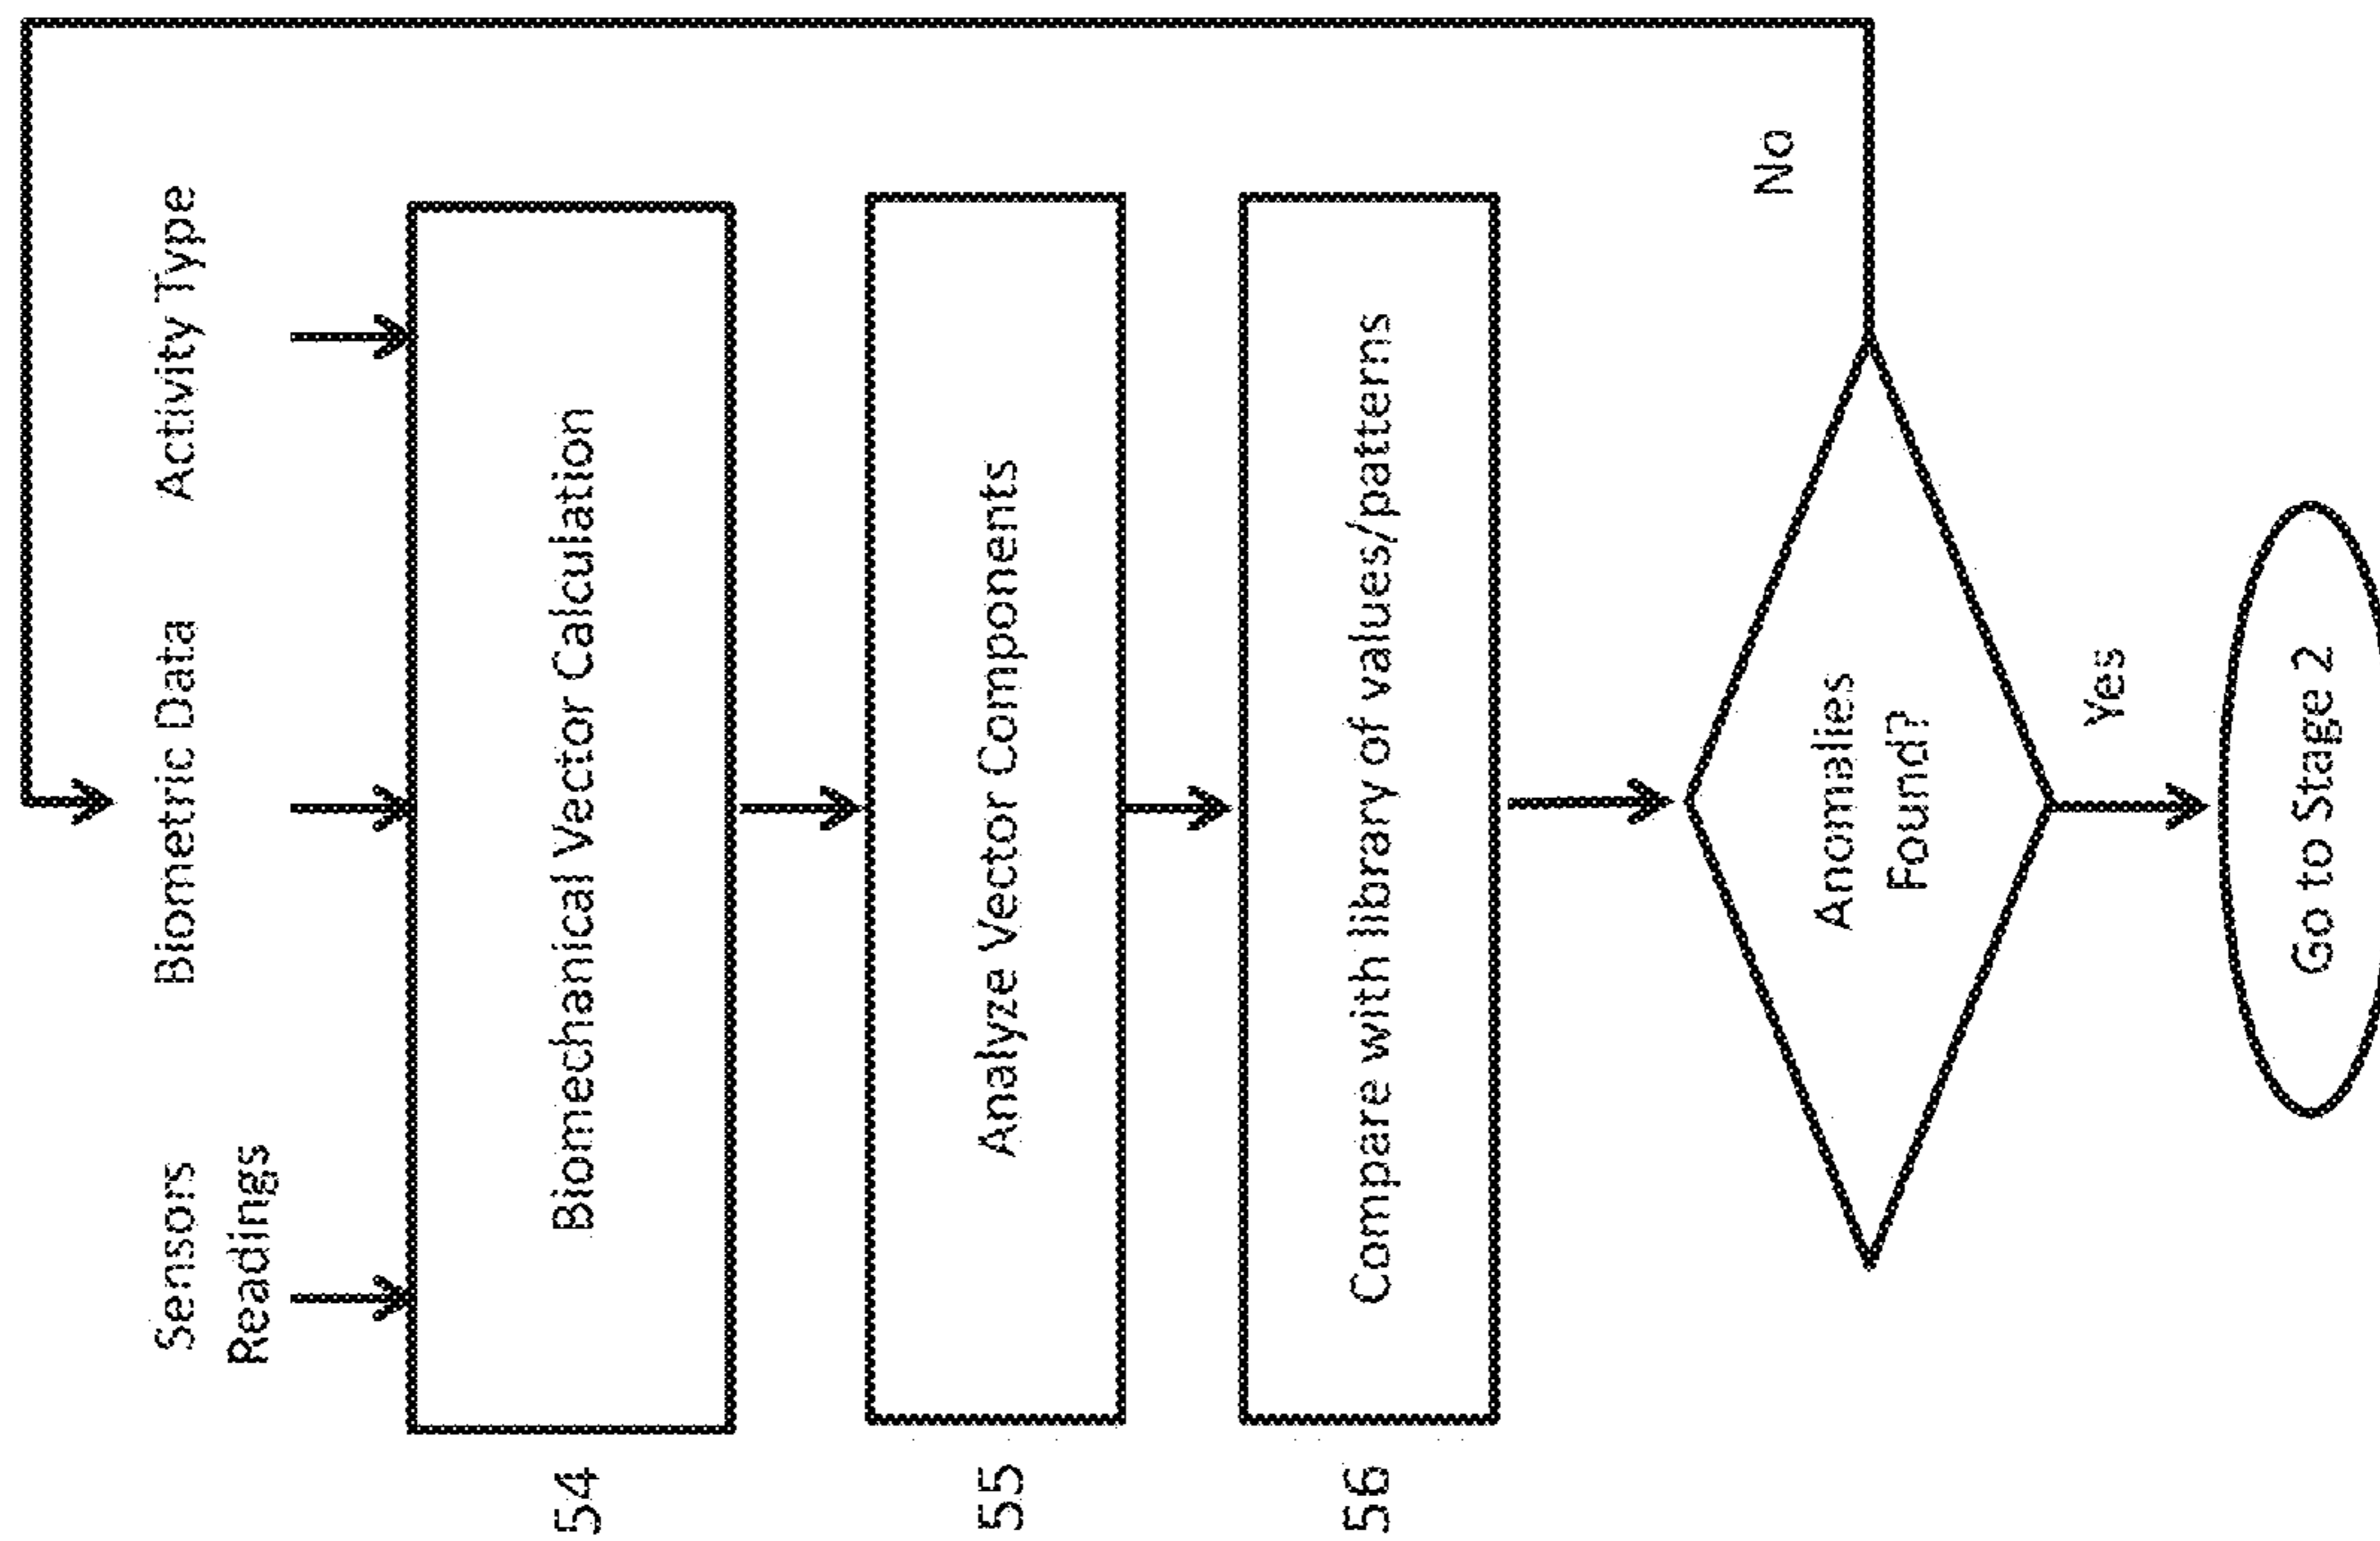 Sensors
Readings
Biometric Data
Activity Type
54
Biomechanical Vector Calculation
55
Analyze Vector Components
56
Compare with library of values/patterns
Anomalies
Found?
No
Yes
Go to Stage 2